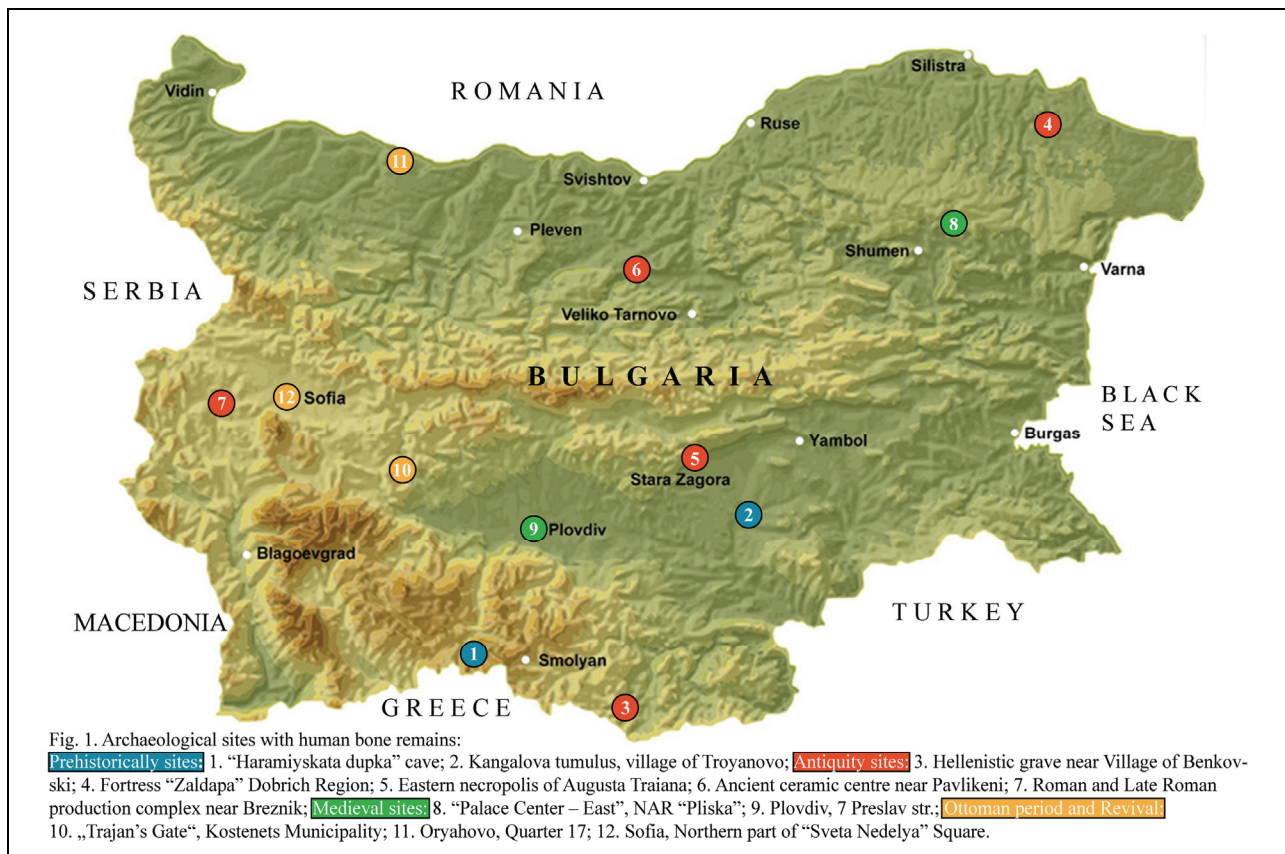 Silistra
ROMANIA
Vidin
4
Ruse
11
Svishtov
8
Pleven
Shumen
6
Varna
SERBIA
Veliko Tarnovo
BULGARIA
BLACK
SEA
7
12
Sofia
Burgas
Yambol
5
10
Stara Zagora
2
9
Plovdiv
Blagoevgrad
TURKEY
MACEDONIA
1
Smolyan
GREECE
3
Fig. 1. Archaeological sites with human bone remains:
Prehistorically sites: 1. “Haramiyskata dupka” cave; 2. Kangalova tumulus, village of Troyanovo; Antiquity sites: 3. Hellenistic grave near Village of Benkov-
ski; 4. Fortress “Zaldapa” Dobrich Region; 5. Eastern necropolis of Augusta Traiana; 6. Ancient ceramic centre near Pavlikeni; 7. Roman and Late Roman
production complex near Breznik; Medieval sites: 8. “Palace Center – East”, NAR “Pliska”; 9. Plovdiv, 7 Preslav str.; Ottoman period and Revival:
10. „Trajan’s Gate“, Kostenets Municipality; 11. Oryahovo, Quarter 17; 12. Sofia, Northern part of “Sveta Nedelya” Square.